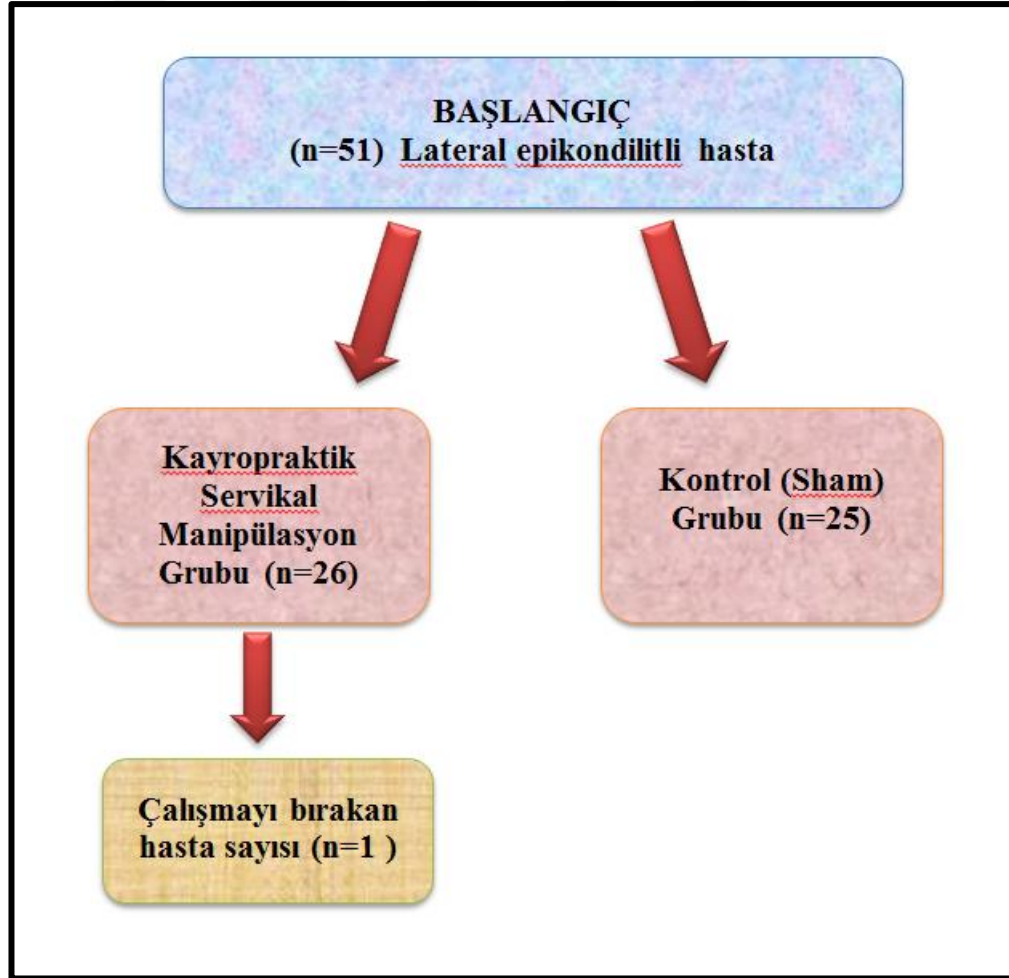 BAŞLANGIÇ
(n=51) Lateral epikondilitli hasta
Kayropraktik
Servikal
Manipülasyon
Grubu (n=26)
Kontrol (Sham)
Grubu (n=25)
Çalışmayı bırakan
hasta sayısı (n=1 )